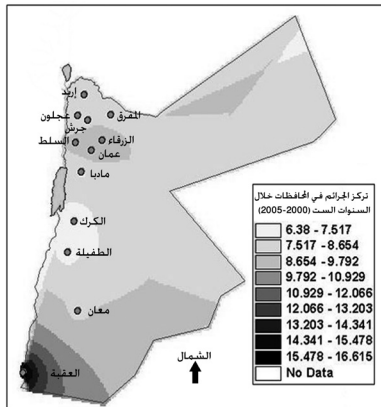 إربد
عجلون
المفرق
جرش
السلط
الزرقاء
عمان
مادبا
الكرك
الطفيلة
معان
العقبة
الشمال
تركز الجرائم في المحافظات خلال
السنوات الست (2000-2005)
6.38 - 7.517
7.517 - 8.654
8.654 - 9.792
9.792 - 10.929
10.929 - 12.066
12.066 - 13.203
13.203 - 14.341
14.341 - 15.478
15.478 - 16.615
No Data